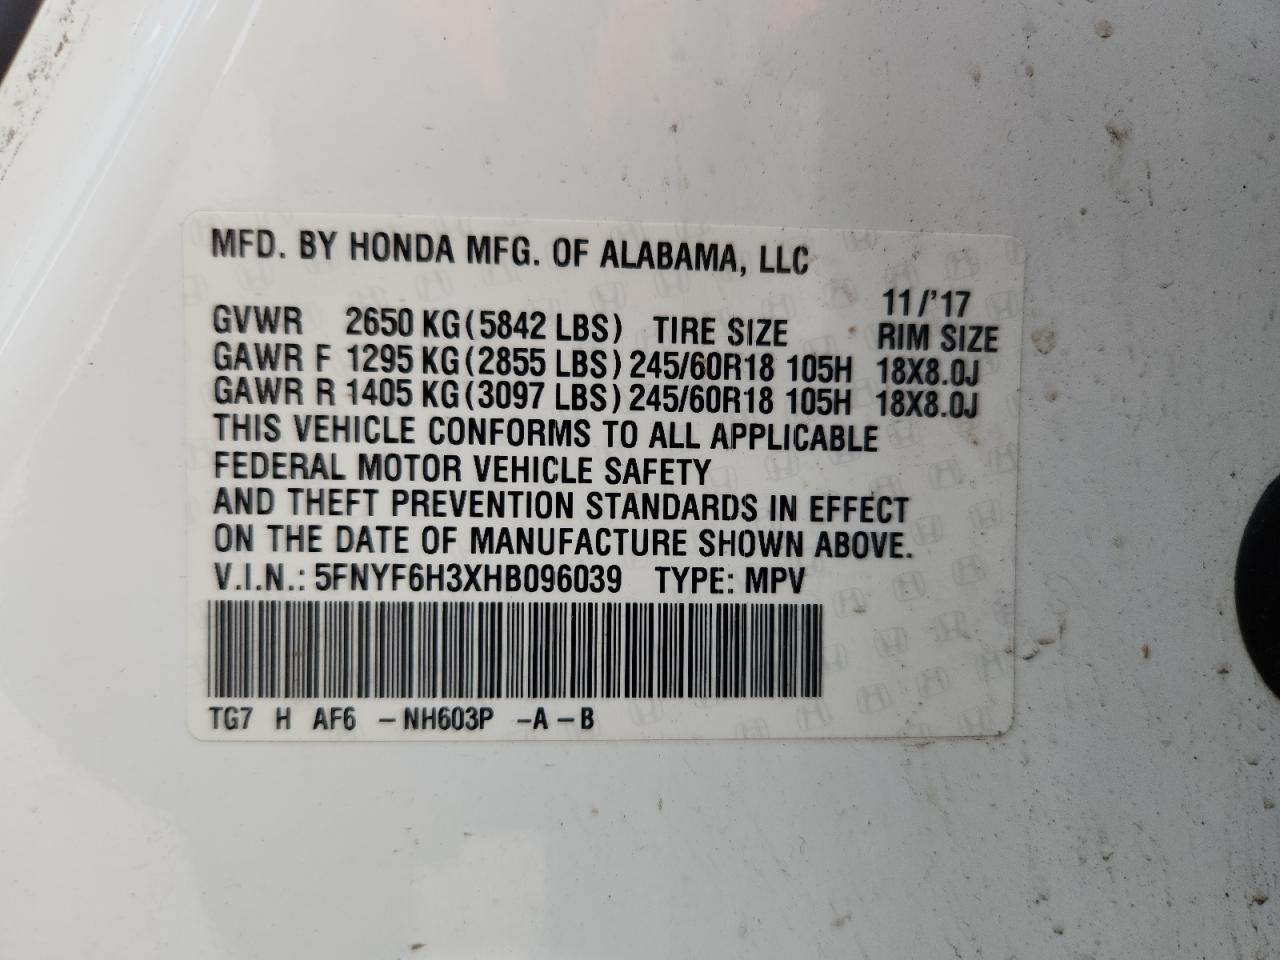 MFD. BY HONDA MFG. OF ALABAMA, LLC
11/'17
GVWR 2650 KG(5842 LBS) TIRE SIZE RIM SIZE
GAWR F 1295 KG(2855 LBS) 245/60R18 105H 18X8.0J
GAWR R 1405 KG(3097 LBS) 245/60R18 105H 18X8.0J
THIS VEHICLE CONFORMS TO ALL APPLICABLE
FEDERAL MOTOR VEHICLE SAFETY
AND THEFT PREVENTION STANDARDS IN EFFECT
ON THE DATE OF MANUFACTURE SHOWN ABOVE.
V.I.N.: 5FNYF6H3XHB096039 TYPE: MPV
TG7 H AF6 -NH603P -A-B